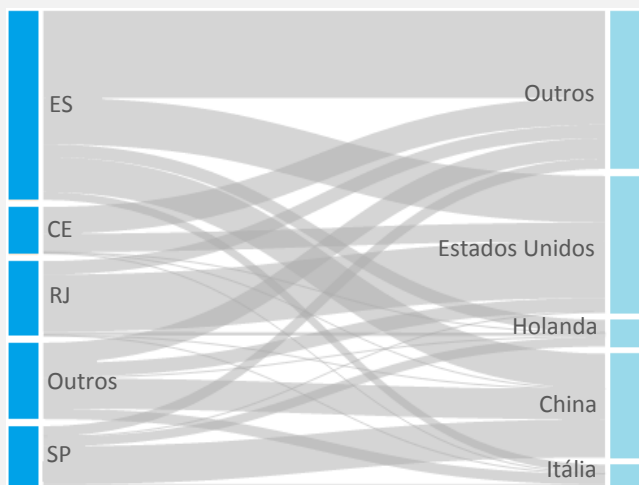 ES
CE
RJ
Outros
SP
Outros
Estados Unidos
Holanda
China
Itália